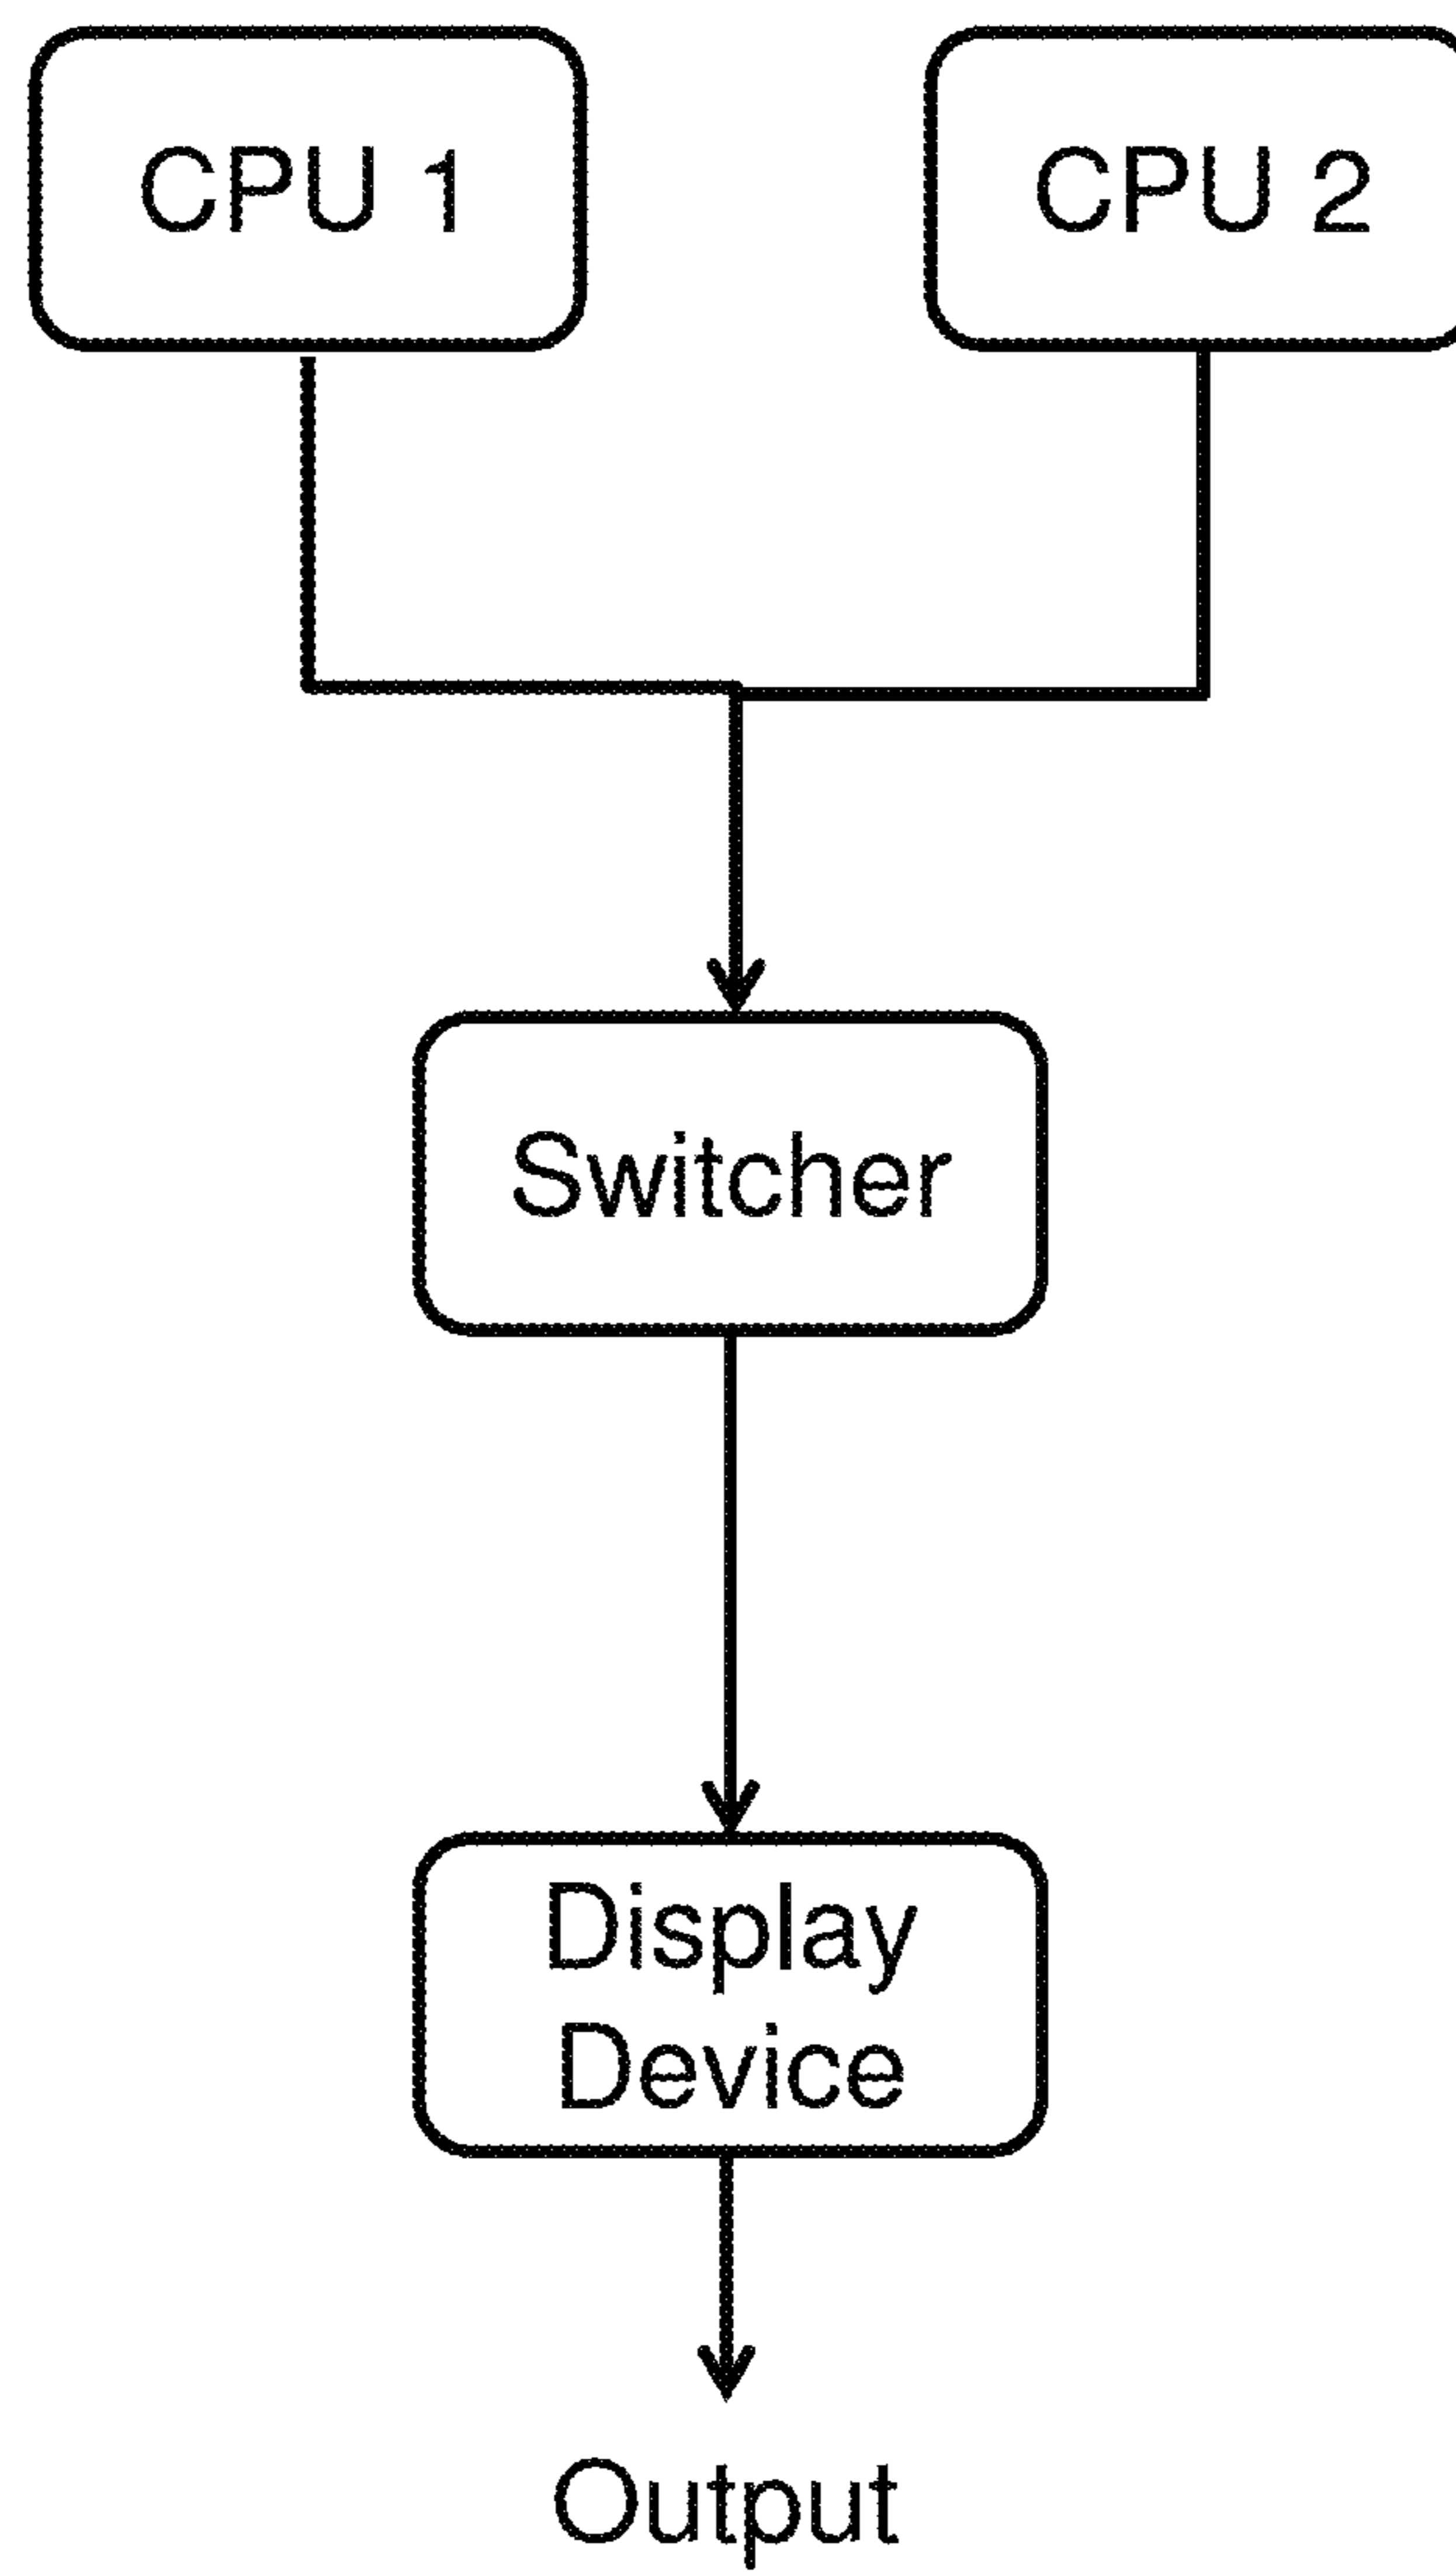 CPU 1
CPU 2
Switcher
Display
Device
Output